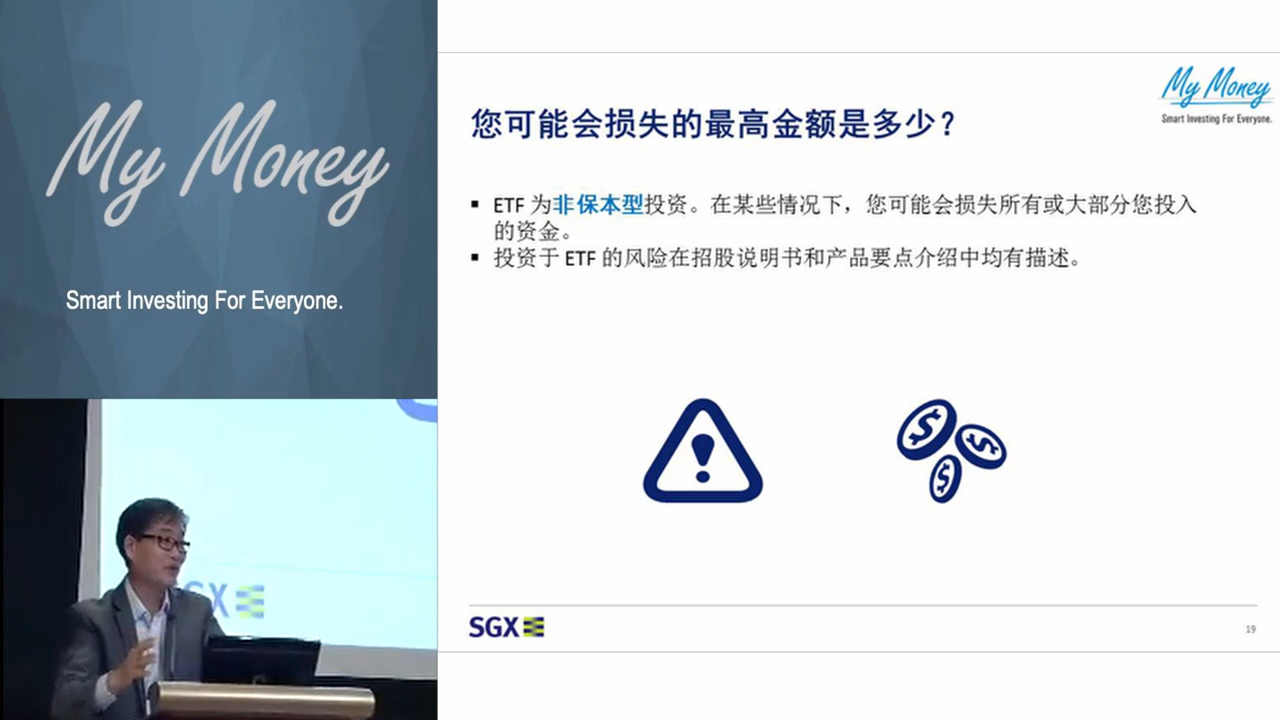 My Money
Smart Investing For Everyone.
My Money
Smart Investing For Everyone.
您可能会损失的最高金额是多少？
▪ ETF 为非保本型投资。在某些情况下，您可能会损失所有或大部分您投入
的资金。
▪ 投资于 ETF 的风险在招股说明书和产品要点介绍中均有描述。
SGX
SGX
19